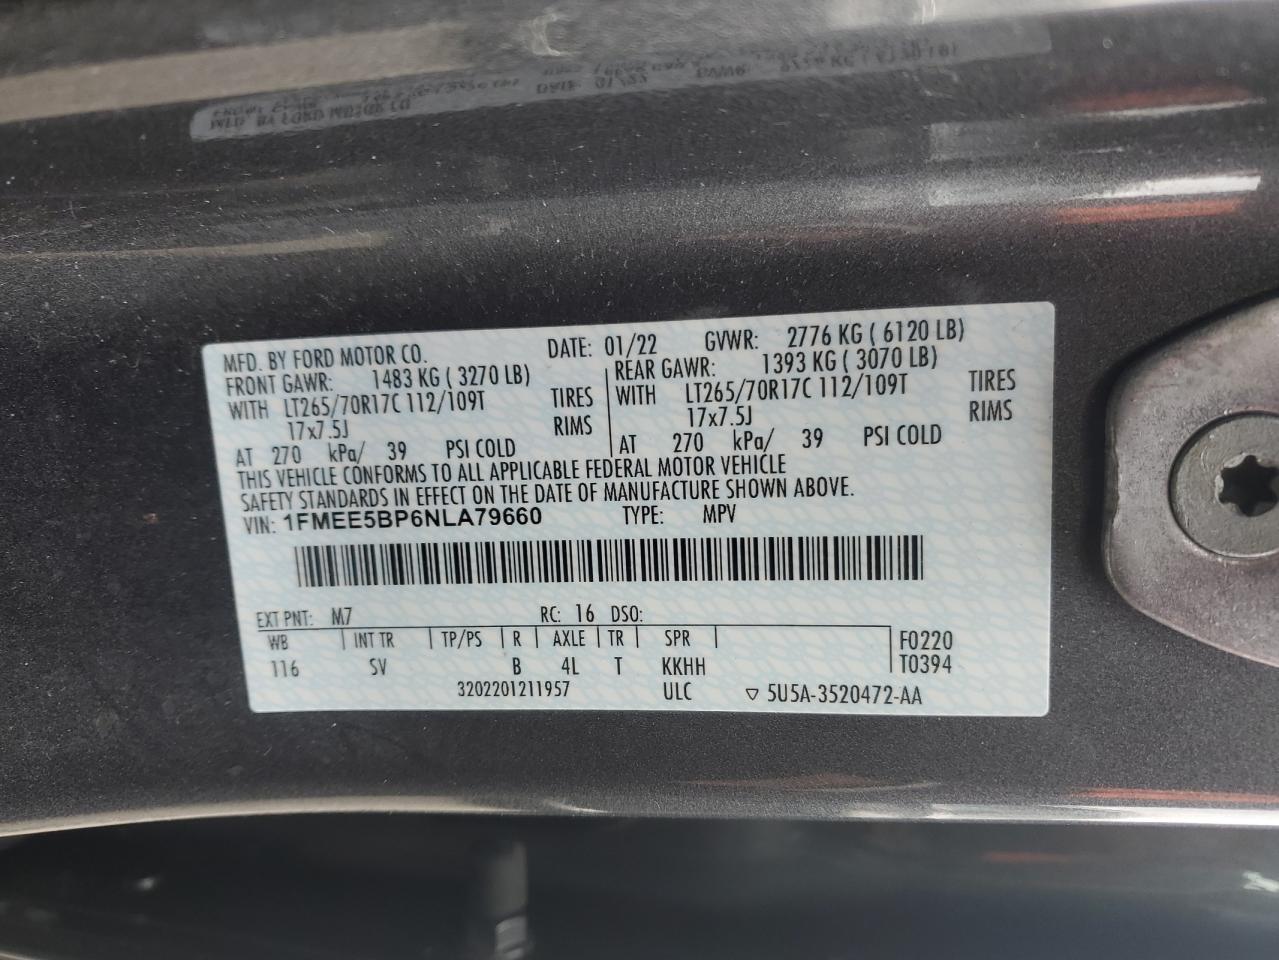 MFD. BY FORD MOTOR CO.
DATE: 01/22 GVWR: 2776 KG ( 6120 LB)
FRONT GAWR: 1483 KG ( 3270 LB) REAR GAWR: 1393 KG ( 3070 LB)
WITH LT265/70R17C 112/109T TIRES WITH LT265/70R17C 112/109T TIRES
17x7.5J RIMS 17x7.5J RIMS
AT 270 kPa/ 39 PSI COLD AT 270 kPa/ 39 PSI COLD
THIS VEHICLE CONFORMS TO ALL APPLICABLE FEDERAL MOTOR VEHICLE
SAFETY STANDARDS IN EFFECT ON THE DATE OF MANUFACTURE SHOWN ABOVE.
VIN: 1FMEE5BP6NLA79660 TYPE: MPV
EXT PNT: M7 RC: 16 DSO:
WB INT TR TP/PS R AXLE TR SPR F0220
116 SV B 4L T KKHH T0394
3202201211957 ULC ▽ 5U5A-3520472-AA